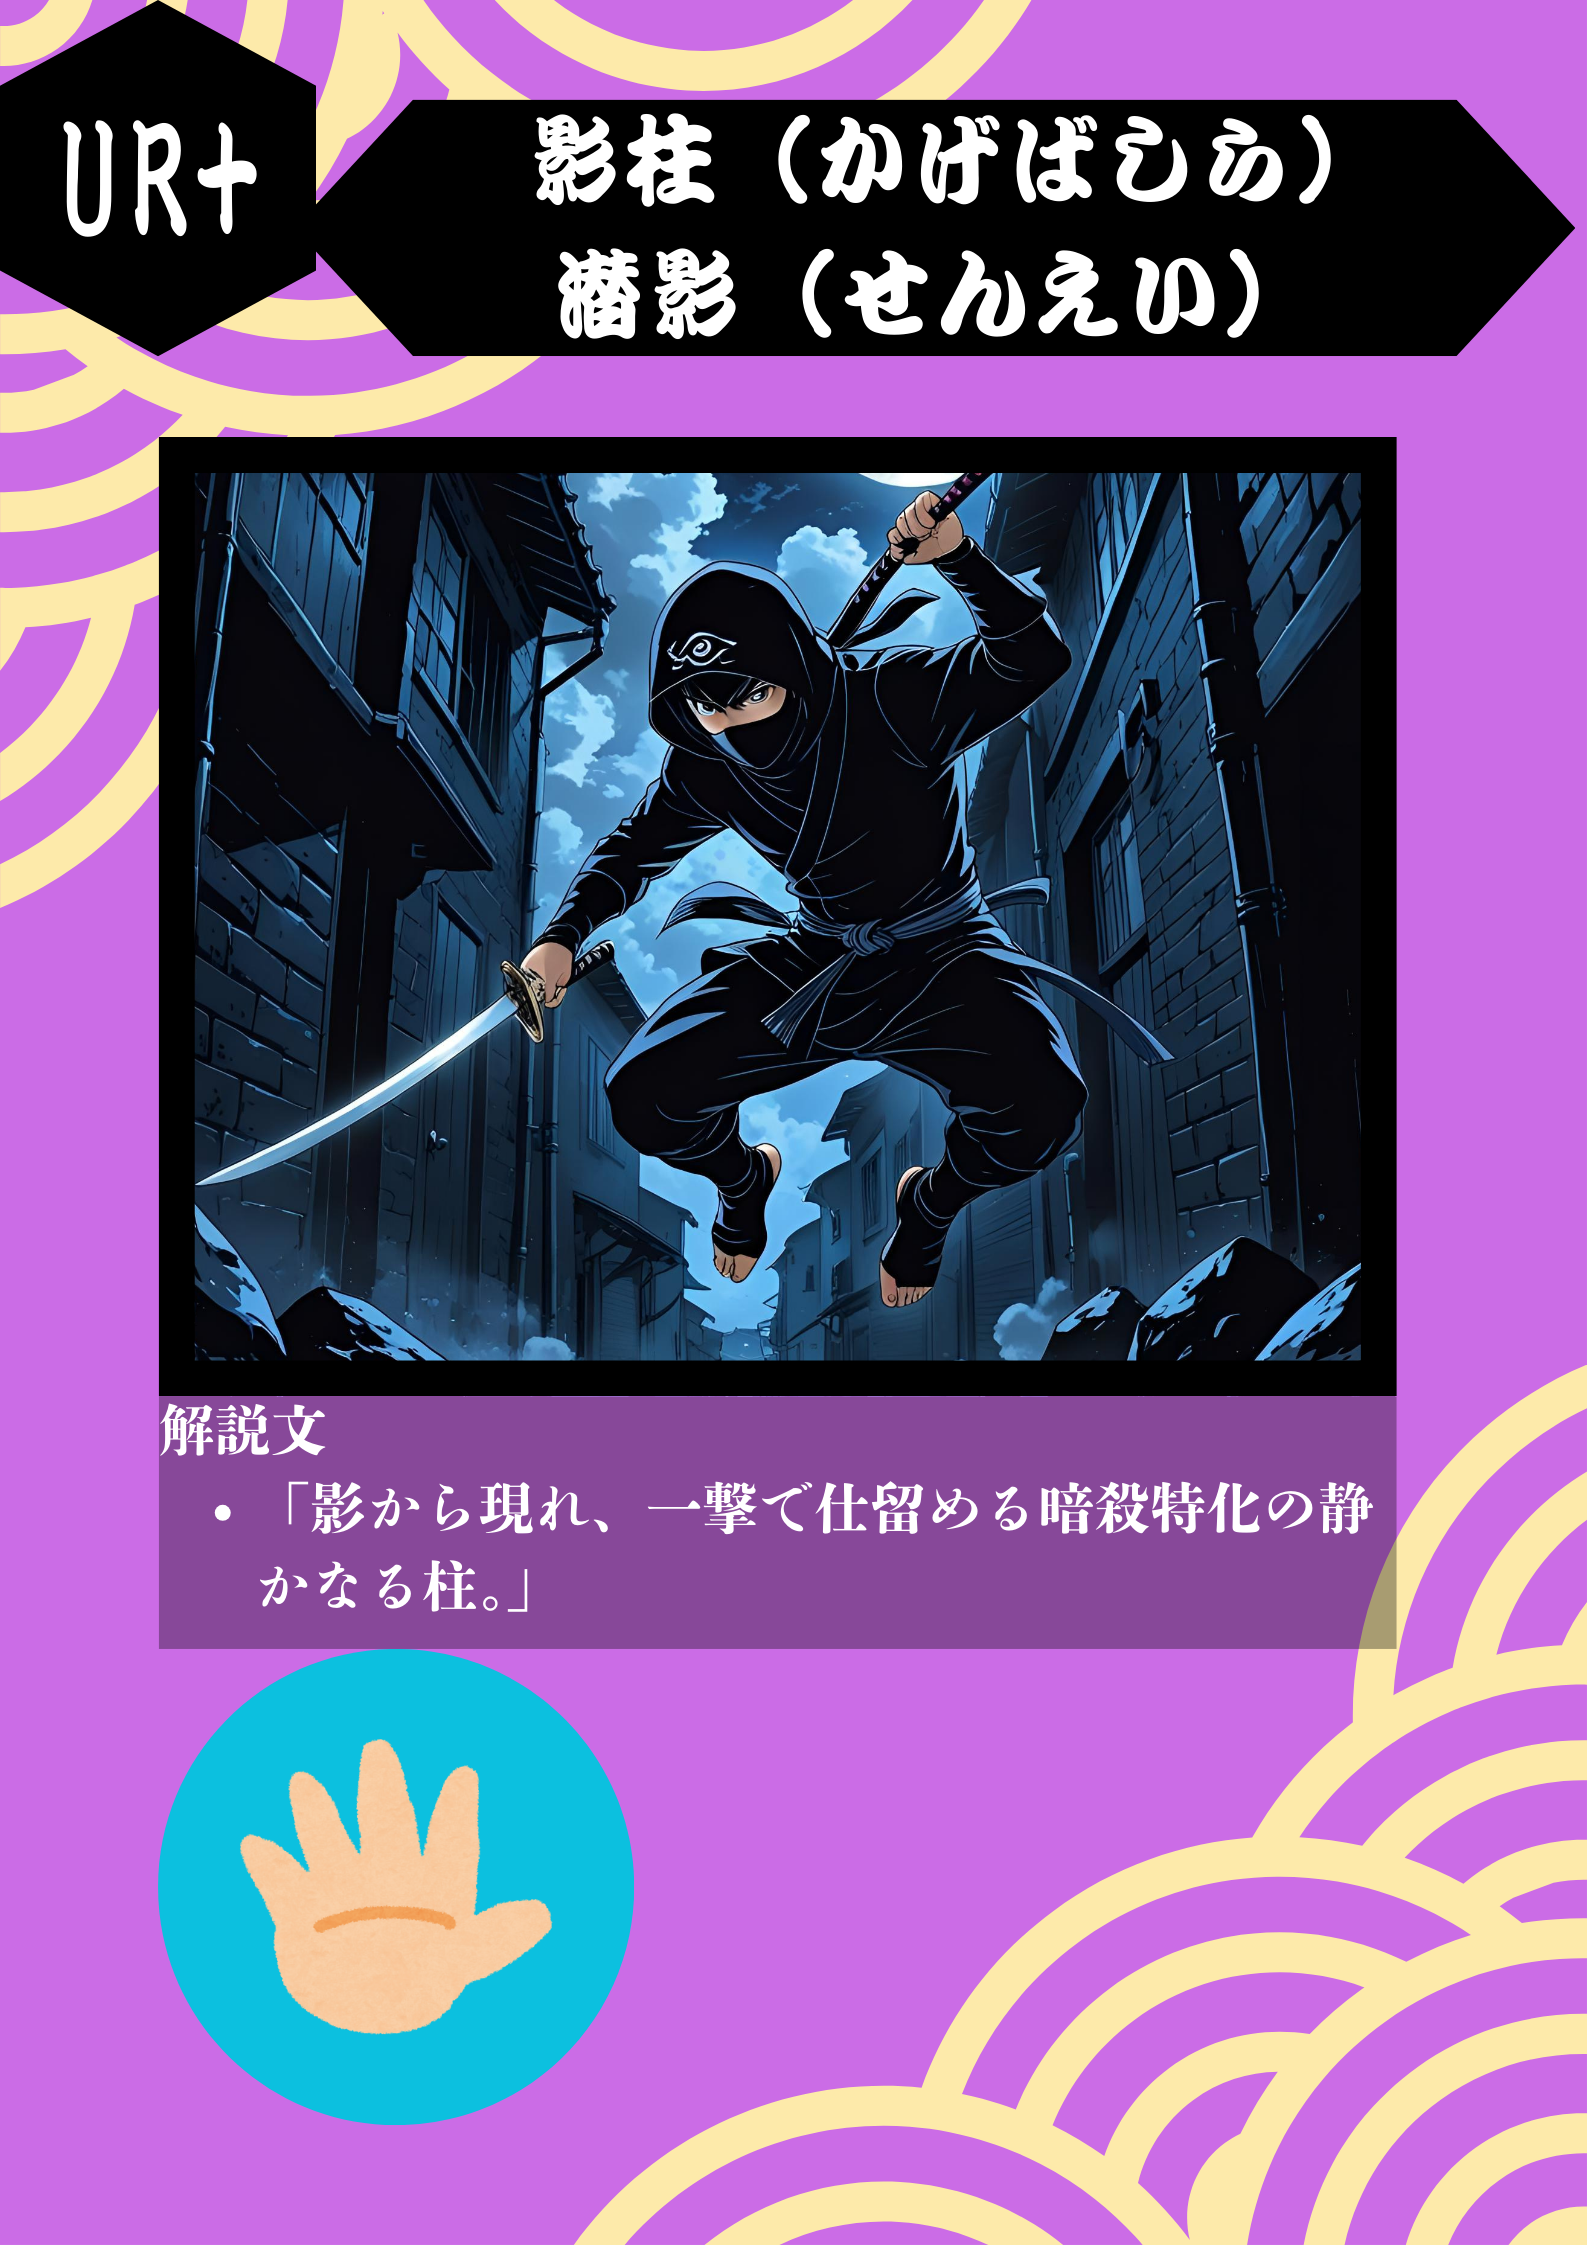 UR+
影柱（かげばしら）
潜影（せんえい）
解説文
• 「影から現れ、一撃で仕留める暗殺特化の静
かなる柱。」